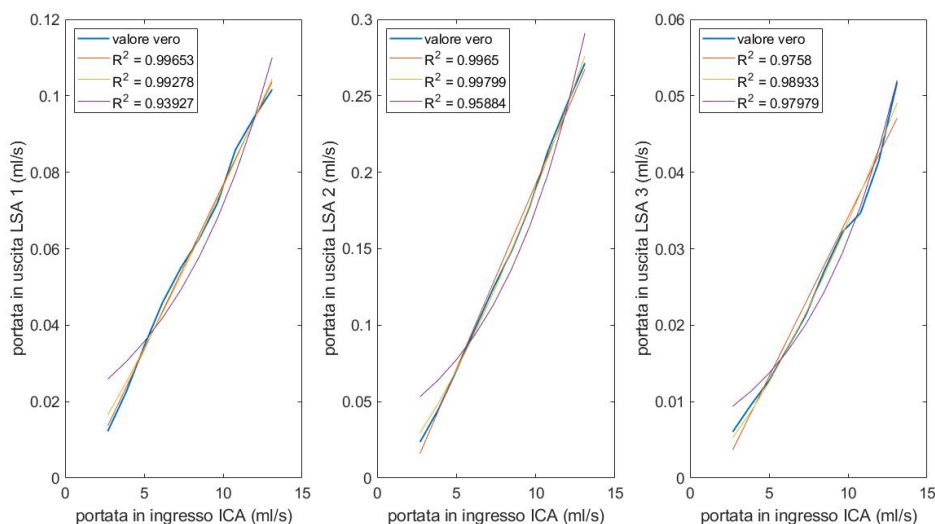 0.12
0.1
0.08
0.06
0.04
0.02
0
portata in uscita LSA 1 (ml/s)
valore vero
R² = 0.99653
R² = 0.99278
R² = 0.93927
0 5 10 15
portata in ingresso ICA (ml/s)
0.3
0.25
0.2
0.15
0.1
0.05
0
portata in uscita LSA 2 (ml/s)
valore vero
R² = 0.9965
R² = 0.99799
R² = 0.95884
0 5 10 15
portata in ingresso ICA (ml/s)
0.06
0.05
0.04
0.03
0.02
0.01
0
portata in uscita LSA 3 (ml/s)
valore vero
R² = 0.9758
R² = 0.98933
R² = 0.97979
0 5 10 15
portata in ingresso ICA (ml/s)